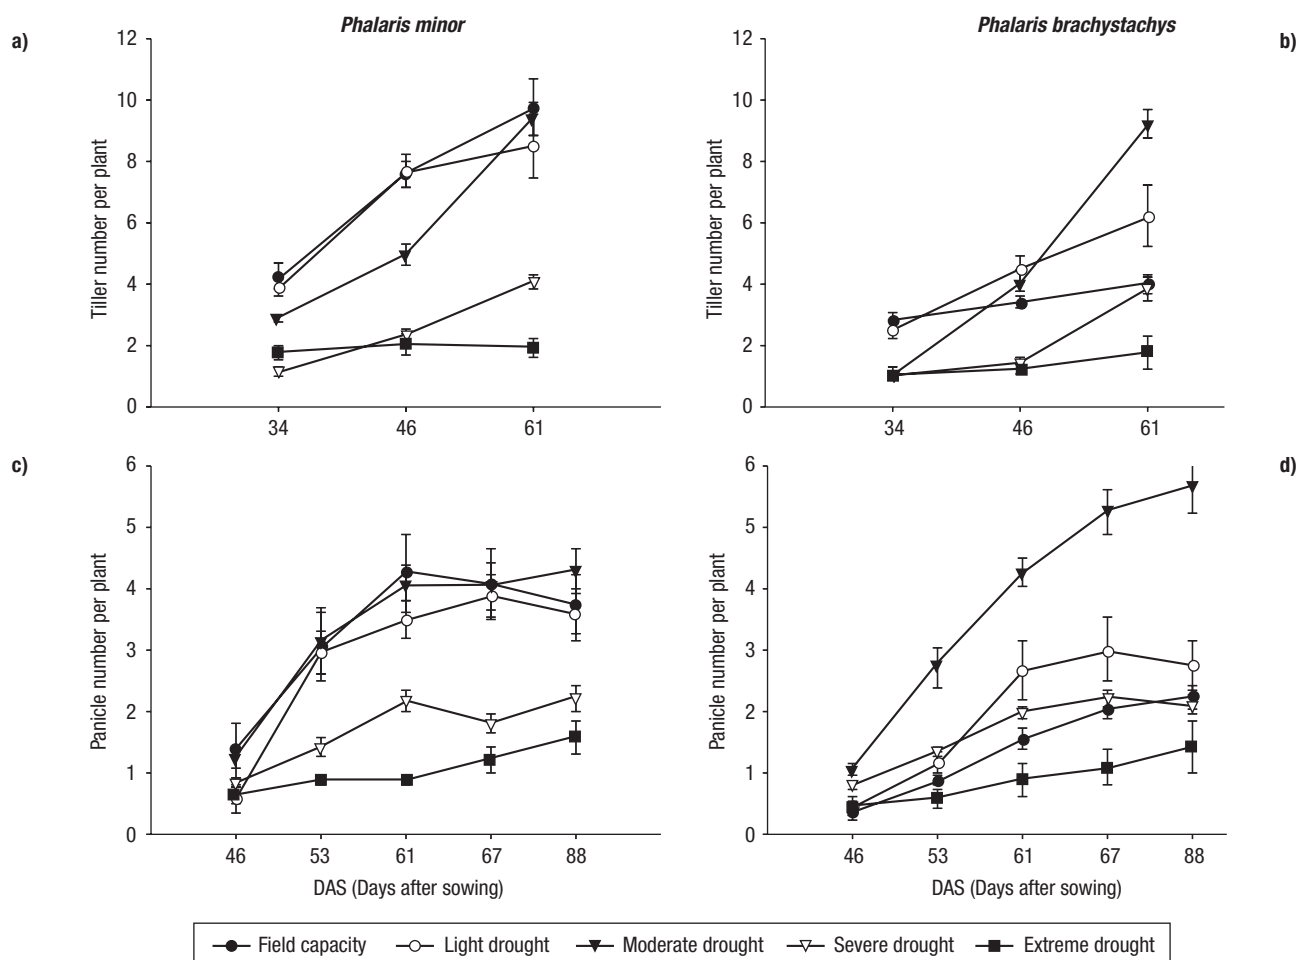 Phalaris minor
Phalaris brachystachys
a)
b)
12
10
8
6
4
2
0
Tiller number per plant
34
46
61
12
10
8
6
4
2
0
Tiller number per plant
34
46
61
c)
d)
6
5
4
3
2
1
0
Panicle number per plant
46
53
61
67
88
DAS (Days after sowing)
6
5
4
3
2
1
0
Panicle number per plant
46
53
61
67
88
DAS (Days after sowing)
Field capacity
Light drought
Moderate drought
Severe drought
Extreme drought